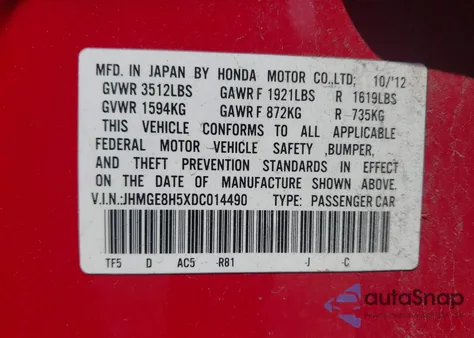 MFD. IN JAPAN BY HONDA MOTOR CO.,LTD; 10/'12
GVWR 3512LBS GAWR F 1921LBS R 1619LBS
GVWR 1594KG GAWR F 872KG R 735KG
THIS VEHICLE CONFORMS TO ALL APPLICABLE
FEDERAL MOTOR VEHICLE SAFETY ,BUMPER,
AND THEFT PREVENTION STANDARDS IN EFFECT
ON THE DATE OF MANUFACTURE SHOWN ABOVE.
V.I.N.:JHMGE8H5XDC014490 TYPE: PASSENGER CAR
TF5 D AC5 -R81 -J -C
autoSnap